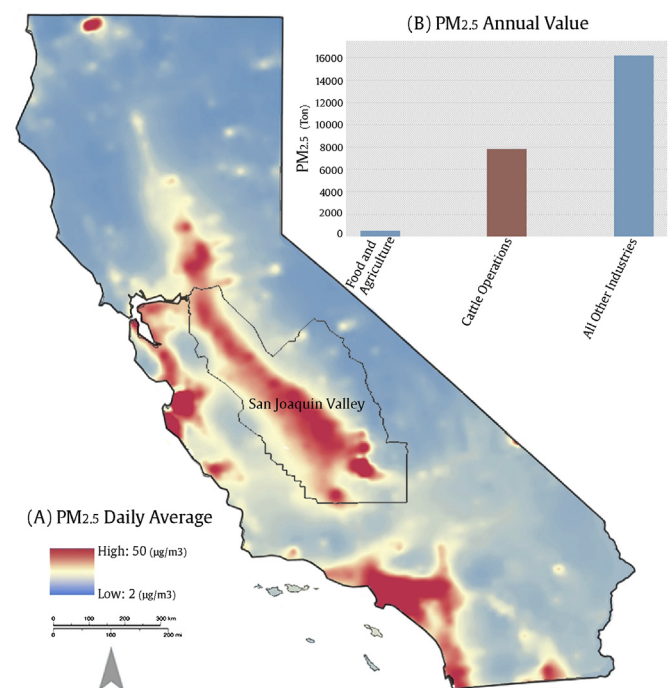 (B) PM2.5 Annual Value
PM2.5 (Ton)
16000
14000
12000
10000
8000
6000
4000
2000
0
Food and
Agriculture
Cattle Operations
All Other Industries
San Joaquin Valley
(A) PM2.5 Daily Average
High: 50 (µg/m3)
Low: 2 (µg/m3)
0 100 200 300 km
0 100 200 mi